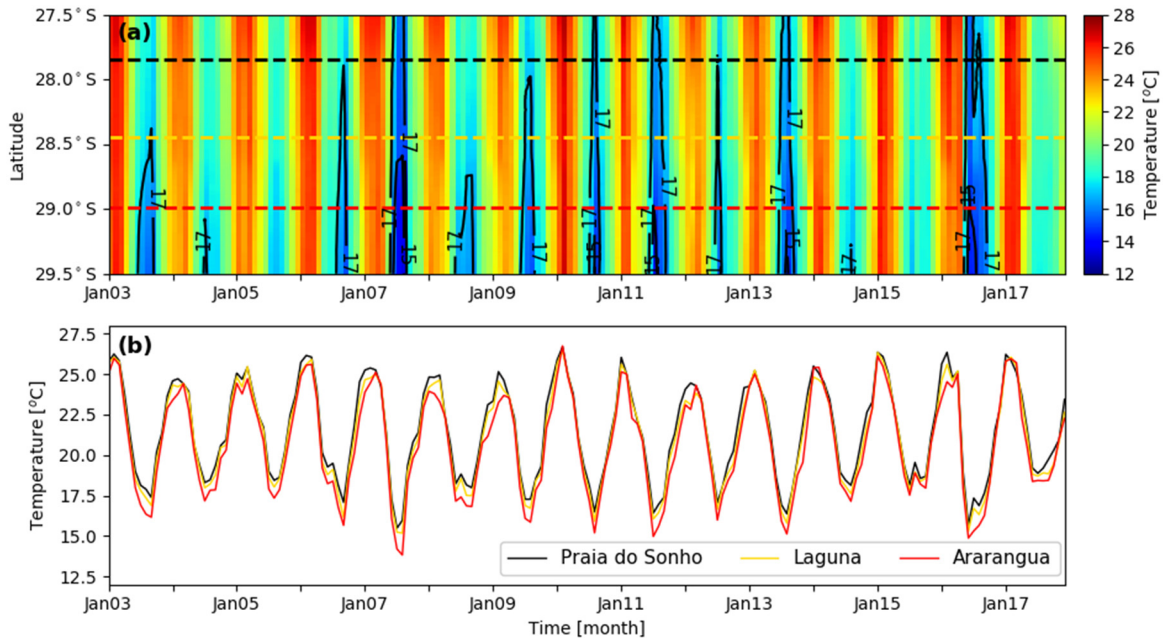 (a)
27.5°S
28.0°S
28.5°S
29.0°S
29.5°S
Latitude
17
17
17
17
17
15
17
17
17
17
15
17
17
17
15
17
17
17
15
17
15
17
17
Jan03
Jan05
Jan07
Jan09
Jan11
Jan13
Jan15
Jan17
28
26
24
22
20
18
16
14
12
Temperature [°C]
(b)
27.5
25.0
22.5
20.0
17.5
15.0
12.5
Temperature [°C]
Praia do Sonho
Laguna
Ararangua
Jan03
Jan05
Jan07
Jan09
Jan11
Jan13
Jan15
Jan17
Time [month]